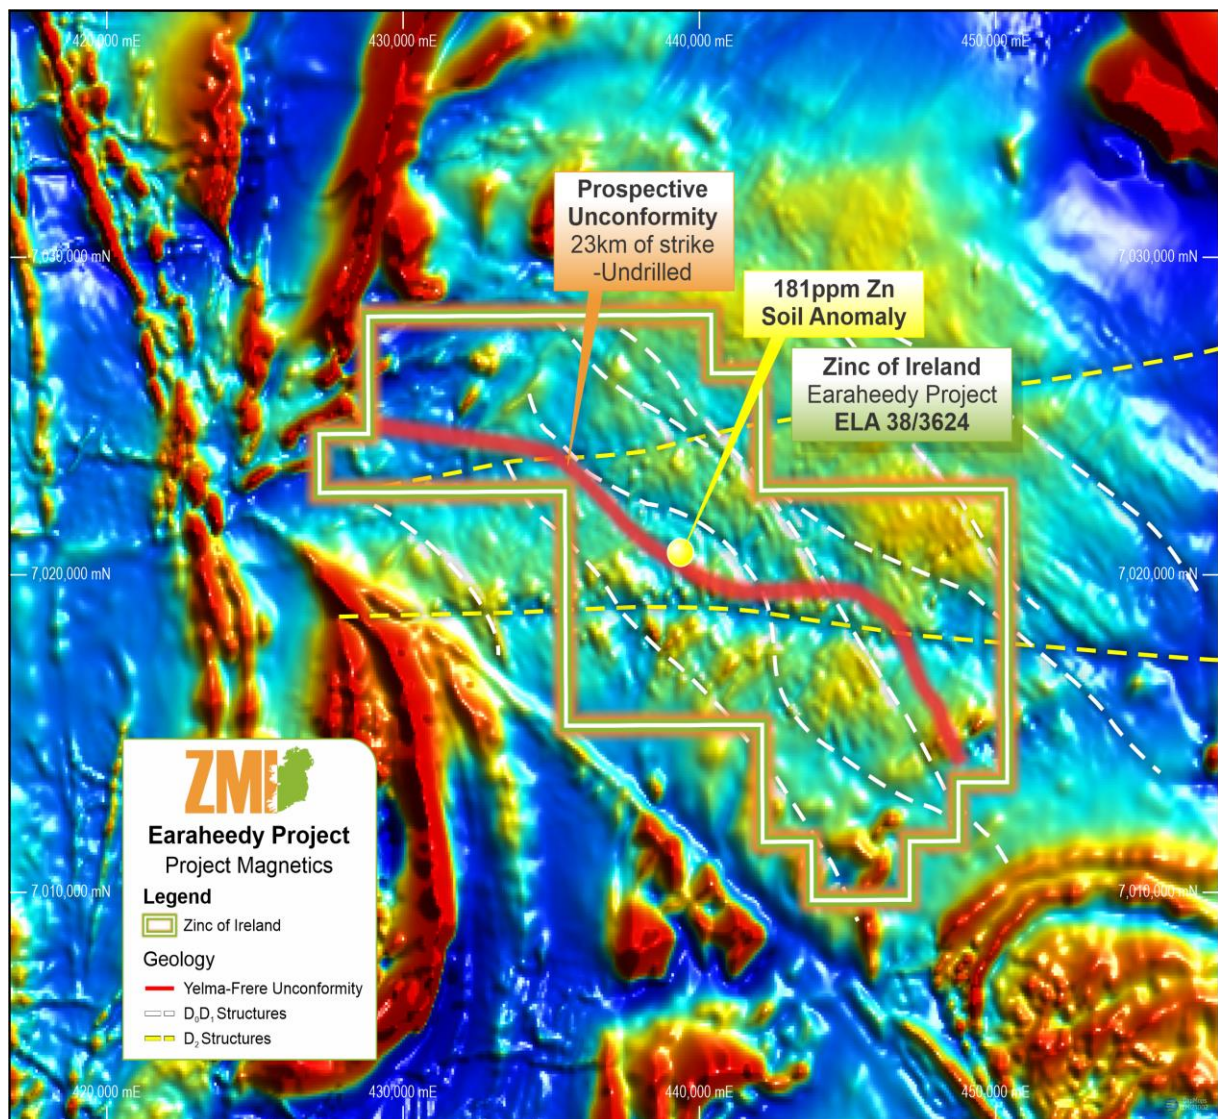 420,000 mE
430,000 mE
440,000 mE
450,000 mE
Prospective
Unconformity
23km of strike
-Undrilled
7,030,000 mN
7,030,000 mN
181ppm Zn
Soil Anomaly
Zinc of Ireland
Earaheedy Project
ELA 38/3624
7,020,000 mN
7,020,000 mN
ZMI
Earaheedy Project
Project Magnetics
Legend
Zinc of Ireland
Geology
Yelma-Frere Unconformity
D₀D₁ Structures
D₂ Structures
7,010,000 mN
7,010,000 mN
420,000 mE
430,000 mE
440,000 mE
450,000 mE